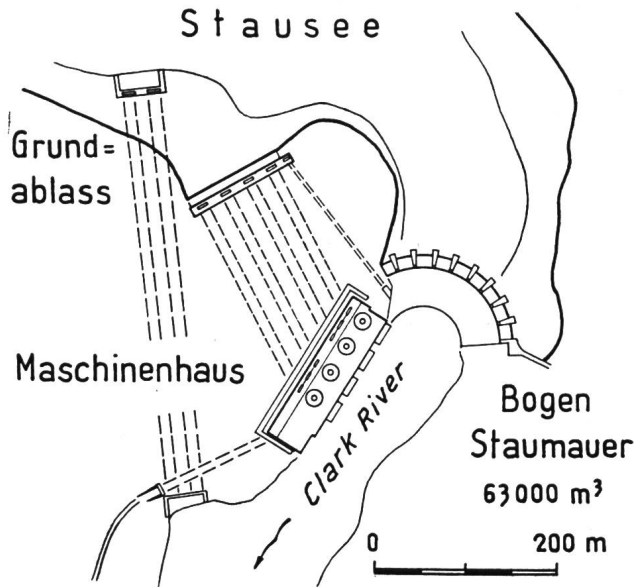 Stausee
Grund=
ablass
Maschinenhaus
Clark River
Bogen
Staumauer
63000 m³
0 200 m